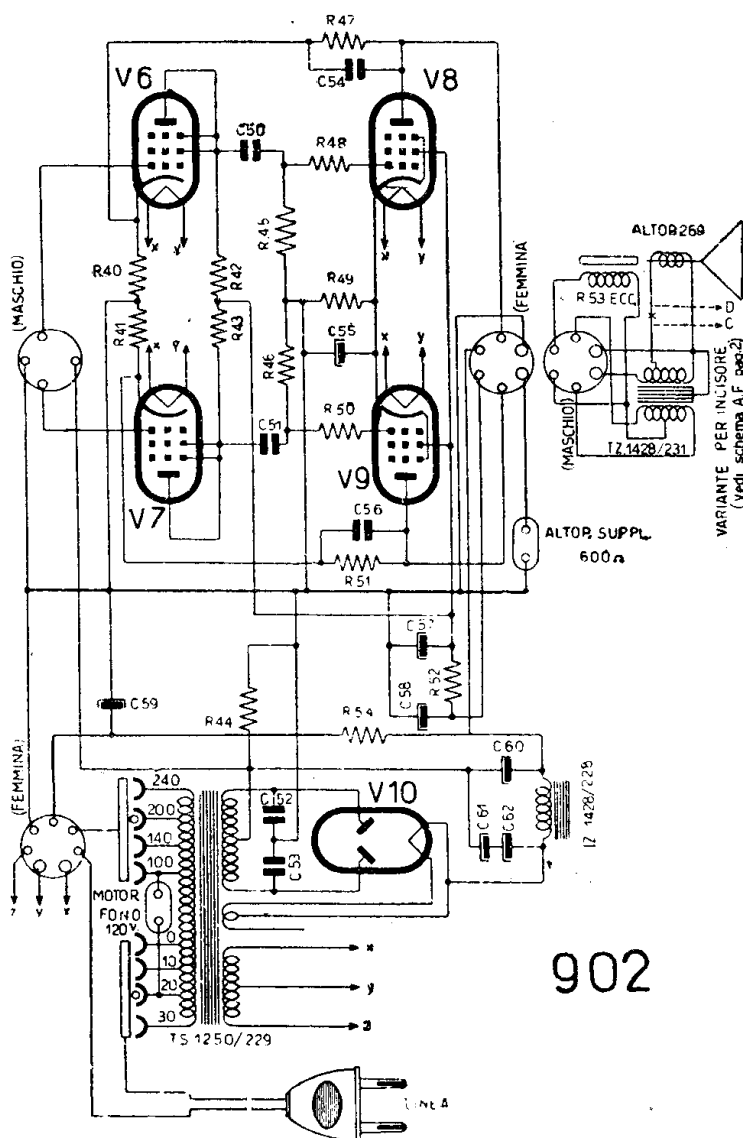 R47
C54
V6
V8
C50
R48
R45
x
y
x
y
R40
R42
R49
C55
(MASCHIO)
R41
R43
R46
x
y
x
y
(FEMMINA)
ALTOP.269
R53 ECC.
D
C
(MASCHIO)
TZ.1428/231
VARIANTE PER INCISORE
(vedi schema A.F. pag.2)
C51
R50
V7
V9
C56
R51
ALTOP. SUPPL.
600Ω
C57
C58
R52
C59
R44
R54
C60
(FEMMINA)
240
200
140
100
C52
V10
C53
C61
C62
TZ 1428/228
z
y
x
MOTOR
FONO
120V.
0
10
20
30
x
y
z
TS 1250/229
902
LINEA